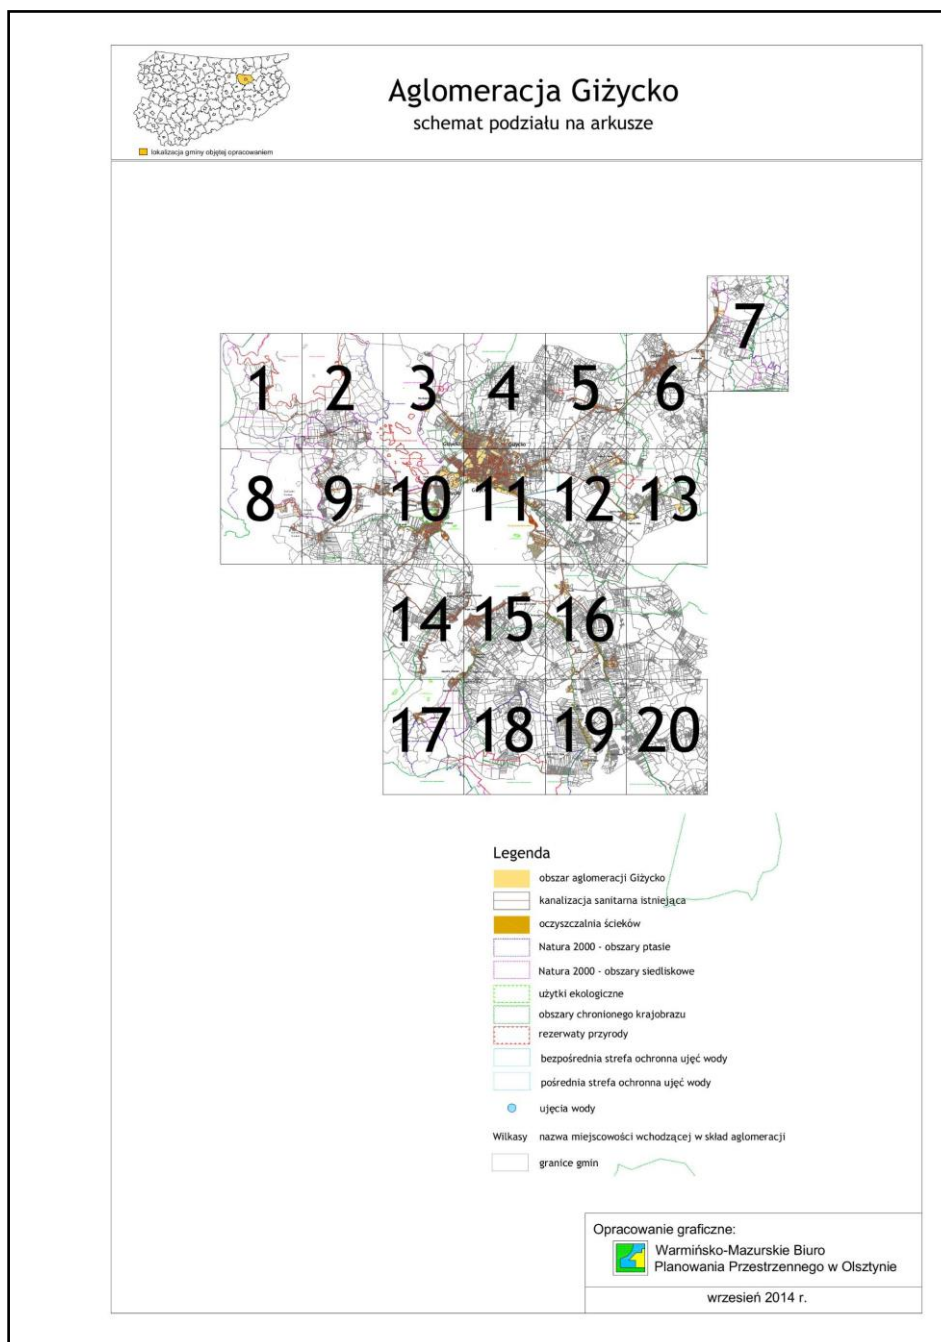 Aglomeracja Giżycko
schemat podziału na arkusze
lokalizacja gminy objętej opracowaniem
7
1 2 3 4 5 6
8 9 10 11 12 13
14 15 16
17 18 19 20
Legenda
obszar aglomeracji Giżycko
kanalizacja sanitarna istniejąca
oczyszczalnia ścieków
Natura 2000 - obszary ptasie
Natura 2000 - obszary siedliskowe
użytki ekologiczne
obszary chronionego krajobrazu
rezerwaty przyrody
bezpośrednia strefa ochronna ujęć wody
pośrednia strefa ochronna ujęć wody
ujęcia wody
Wilkasy nazwa miejscowości wchodzącej w skład aglomeracji
granice gmin
Opracowanie graficzne:
Warmińsko-Mazurskie Biuro
Planowania Przestrzennego w Olsztynie
wrzesień 2014 r.